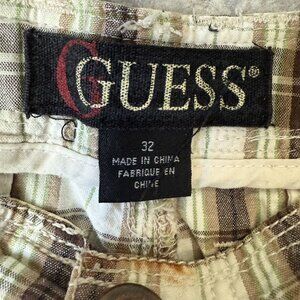 GUESS®
32
MADE IN CHINA
FABRIQUE EN
CHINE